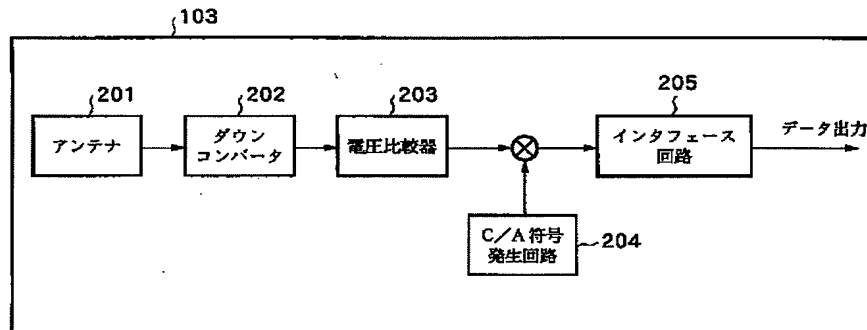 103
201
202
203
205
アンテナ
ダウン
コンバータ
電圧比較器
インタフェース
回路
データ出力
C/A 符号
発生回路
204